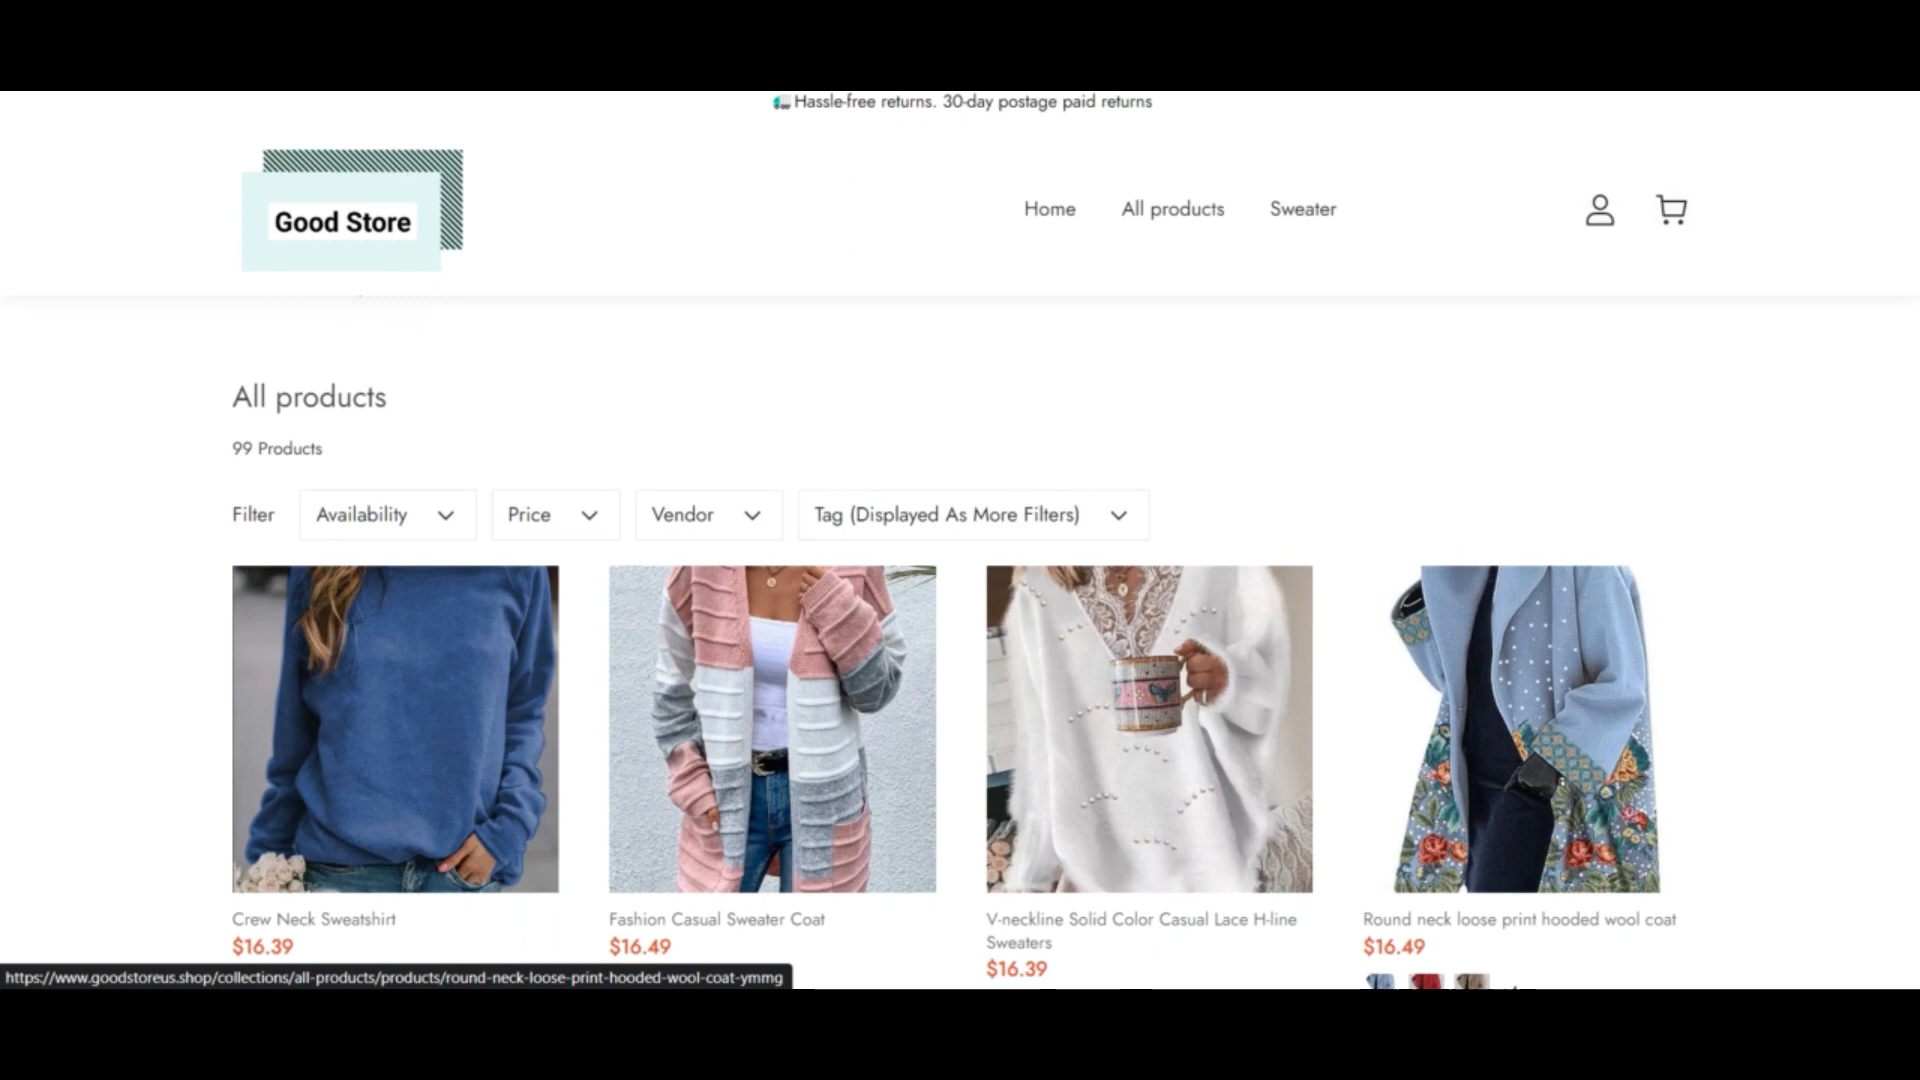 Hassle-free returns. 30-day postage paid returns
Good Store
Home
All products
Sweater
All products
99 Products
Filter
Availability
Price
Vendor
Tag (Displayed As More Filters)
Crew Neck Sweatshirt
$16.39
Fashion Casual Sweater Coat
$16.49
V-neckline Solid Color Casual Lace H-line
Sweaters
$16.39
Round neck loose print hooded wool coat
$16.49
https://www.goodstoreus.shop/collections/all-products/products/round-neck-loose-print-hooded-wool-coat-ymmg